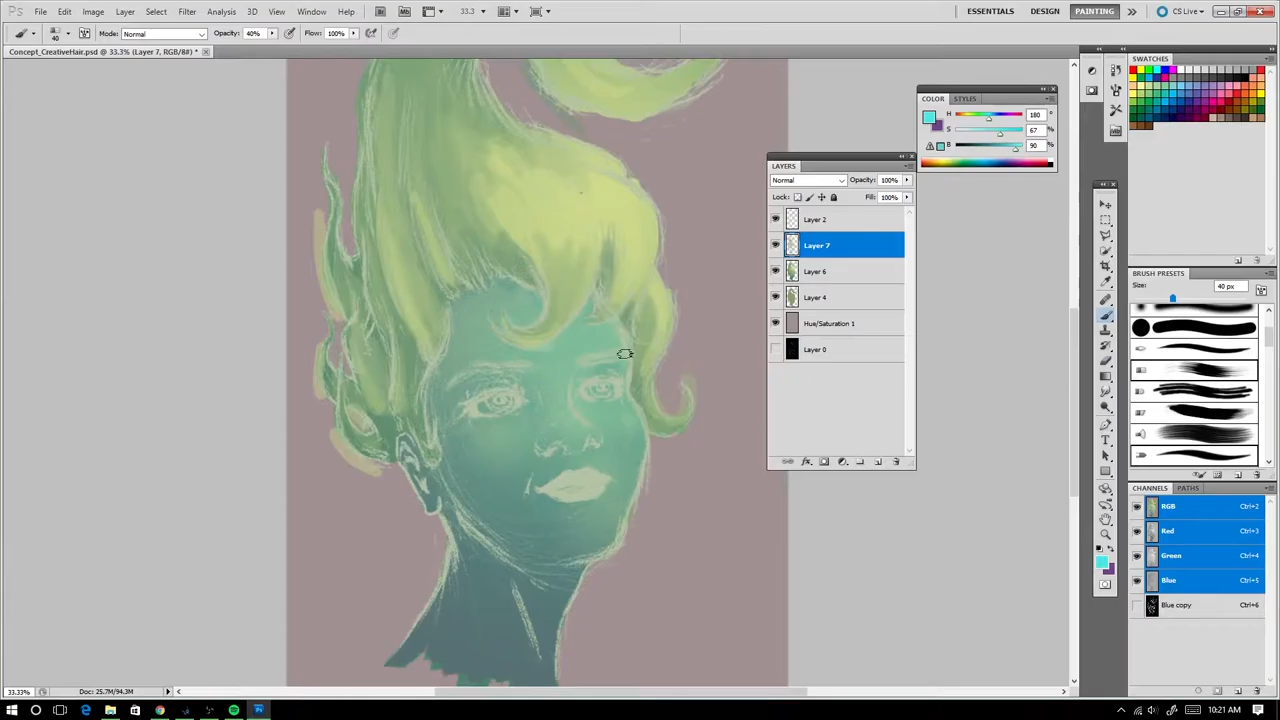 File Edit Image Layer Select Filter Analysis 3D View Window Help Br Mb 33.3 ESSENTIALS DESIGN PAINTING CS Live
40 Mode: Normal Opacity: 40% Flow: 100%
Concept_CreativeHair.psd @ 33.3% (Layer 7, RGB/8#) *
COLOR STYLES
H 180 °
S 67 %
B 90 %
LAYERS
Normal Opacity: 100%
Lock: Fill: 100%
Layer 2
Layer 7
Layer 6
Layer 4
Hue/Saturation 1
Layer 0
SWATCHES
BRUSH PRESETS
Size: 40 px
CHANNELS PATHS
RGB Ctrl+2
Red Ctrl+3
Green Ctrl+4
Blue Ctrl+5
Blue copy Ctrl+6
33.33% Doc: 25.7M/94.3M
10:21 AM